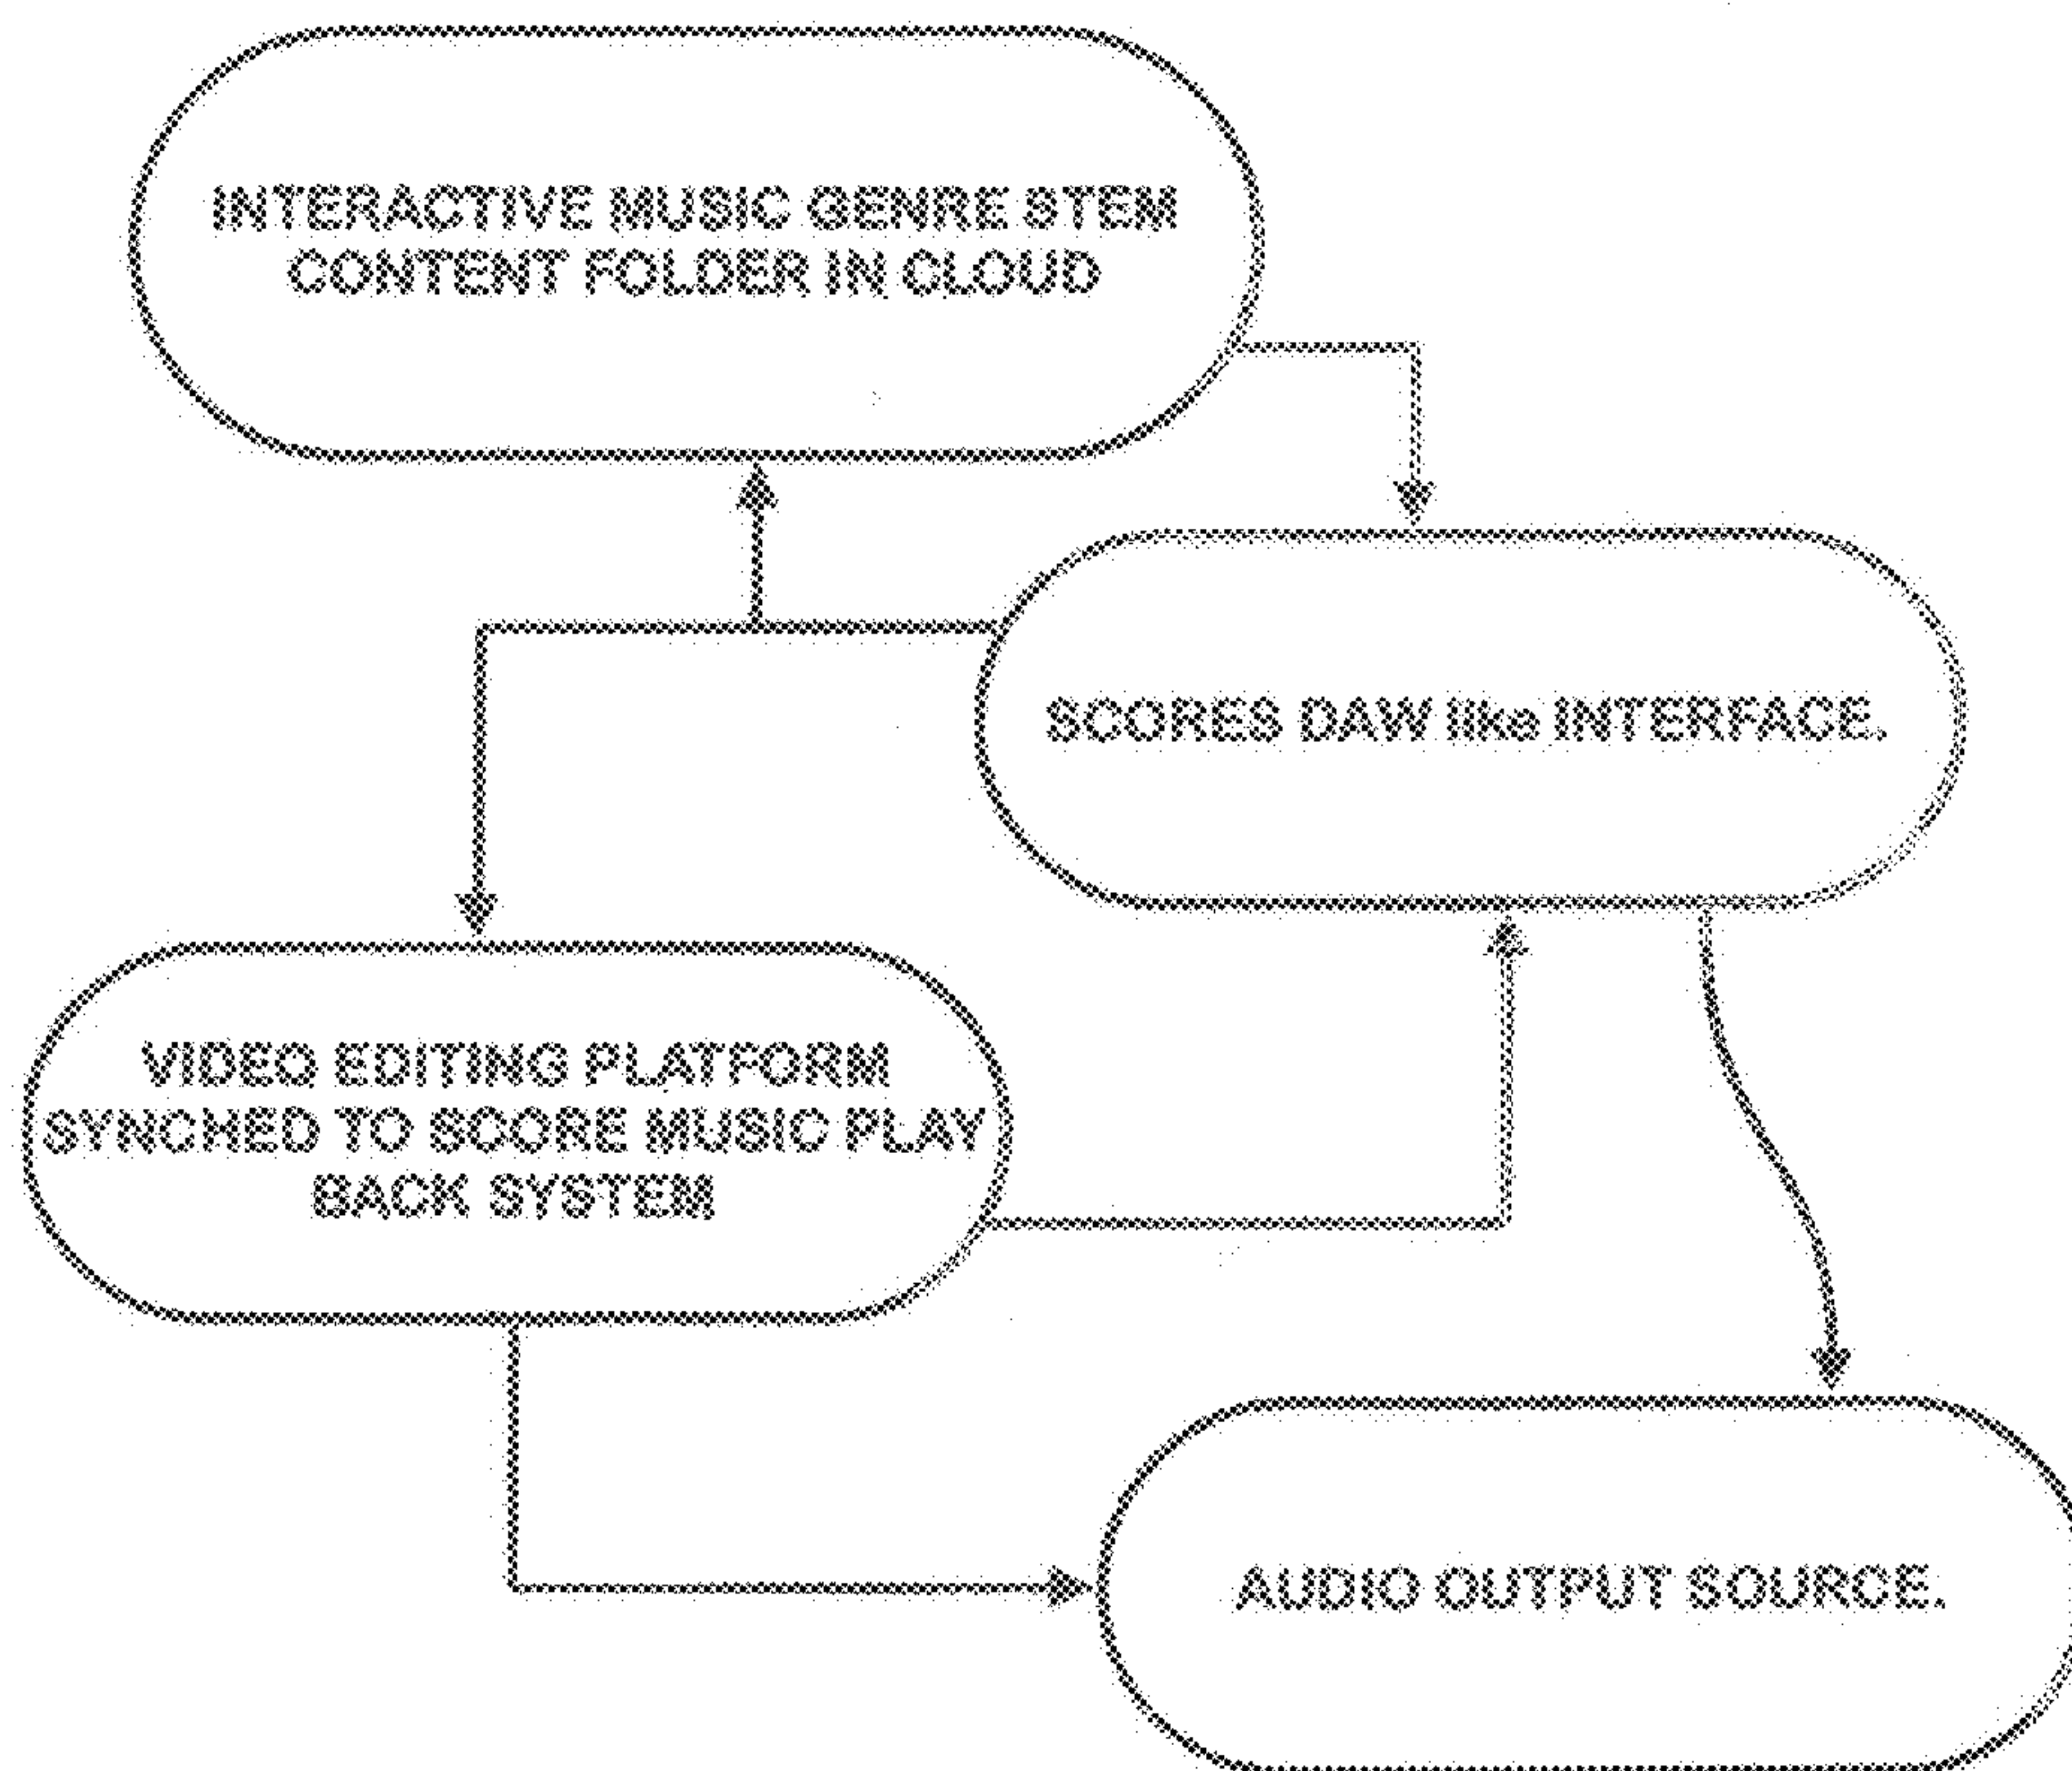 INTERACTIVE MUSIC GENRE STEM
CONTENT FOLDER IN CLOUD
SCORES DAW like INTERFACE.
VIDEO EDITING PLATFORM
SYNCHED TO SCORE MUSIC PLAY
BACK SYSTEM
AUDIO OUTPUT SOURCE.